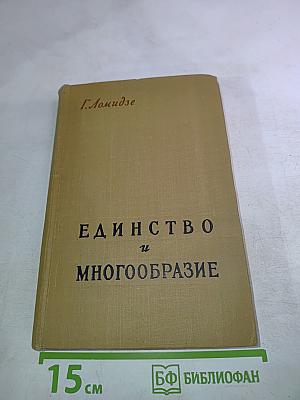 Г. Ломидзе
ЕДИНСТВО
и
МНОГООБРАЗИЕ
15 см
БФ БИБЛИОФАН